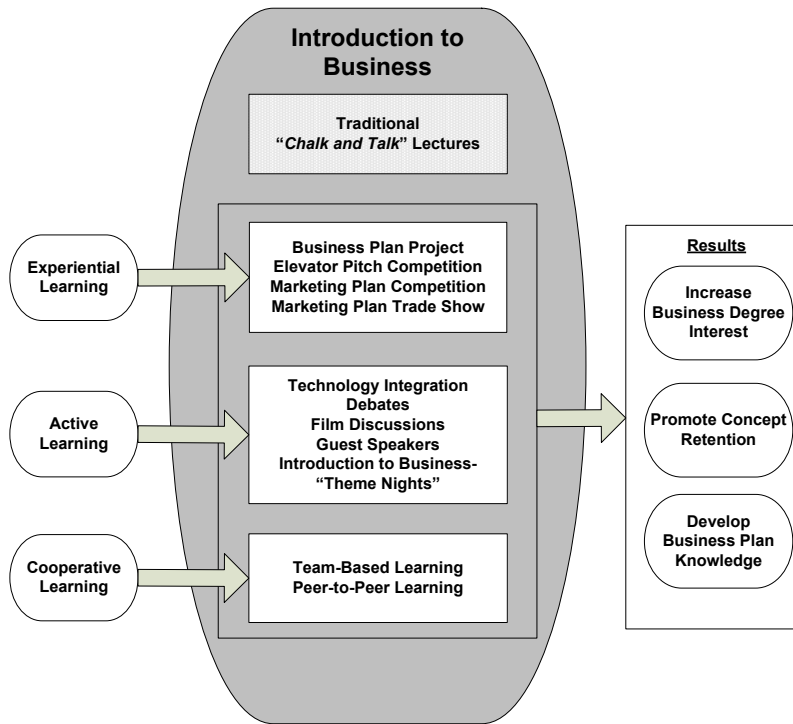 Introduction to
Business
Traditional
“Chalk and Talk” Lectures
Experiential
Learning
Business Plan Project
Elevator Pitch Competition
Marketing Plan Competition
Marketing Plan Trade Show
Active
Learning
Technology Integration
Debates
Film Discussions
Guest Speakers
Introduction to Business-
“Theme Nights”
Cooperative
Learning
Team-Based Learning
Peer-to-Peer Learning
Results
Increase
Business Degree
Interest
Promote Concept
Retention
Develop
Business Plan
Knowledge